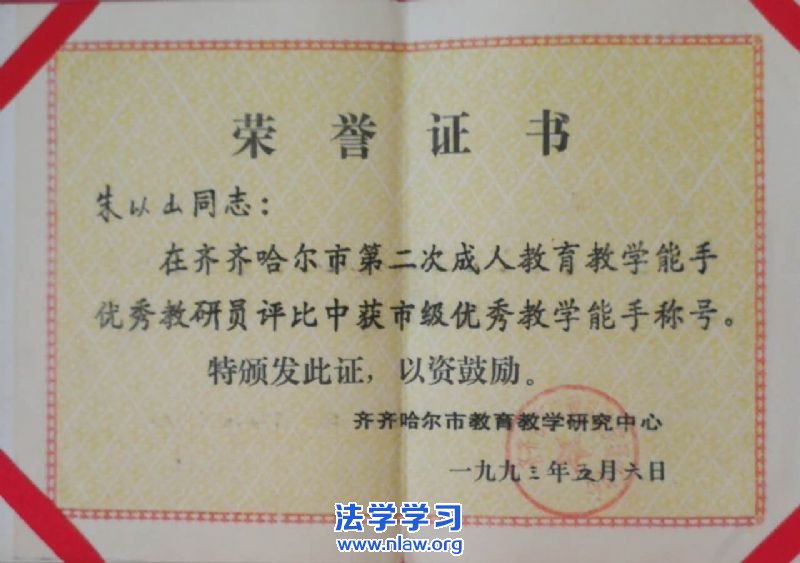 荣誉证书
朱以山同志：
在齐齐哈尔市第二次成人教育教学能手
优秀教研员评比中获市级优秀教学能手称号。
特颁发此证，以资鼓励。
齐齐哈尔市教育教学研究中心
一九九三年五月六日
法学学习
www.nlaw.org